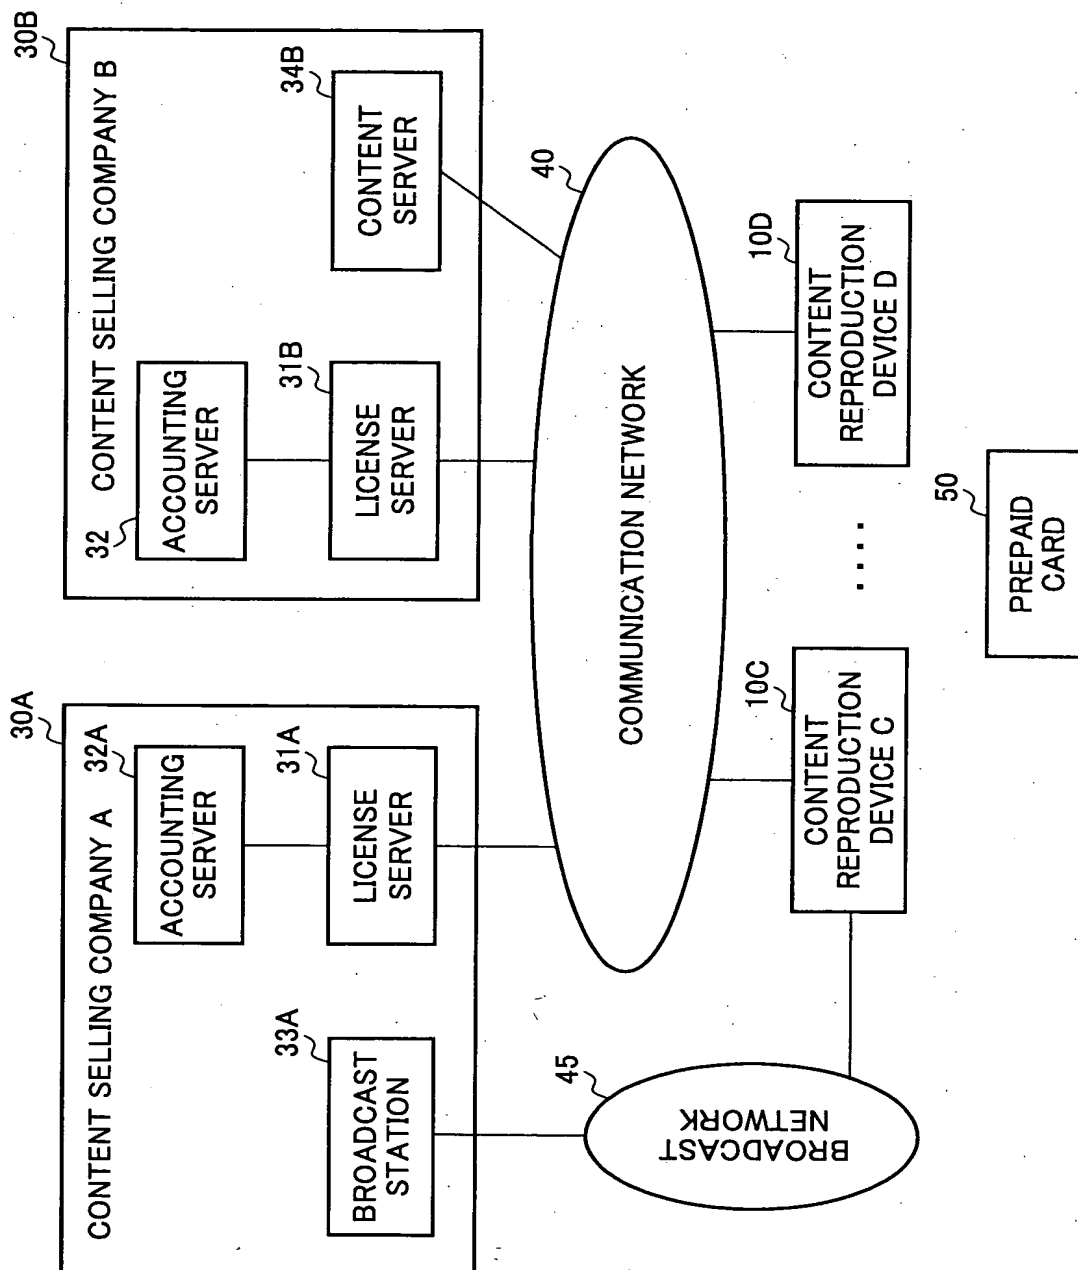 30A
CONTENT SELLING COMPANY A
32A
ACCOUNTING
SERVER
33A
BROADCAST
STATION
31A
LICENSE
SERVER
30B
CONTENT SELLING COMPANY B
32
ACCOUNTING
SERVER
31B
LICENSE
SERVER
34B
CONTENT
SERVER
45
BROADCAST
NETWORK
40
COMMUNICATION NETWORK
10C
CONTENT
REPRODUCTION
DEVICE C
....
10D
CONTENT
REPRODUCTION
DEVICE D
50
PREPAID
CARD